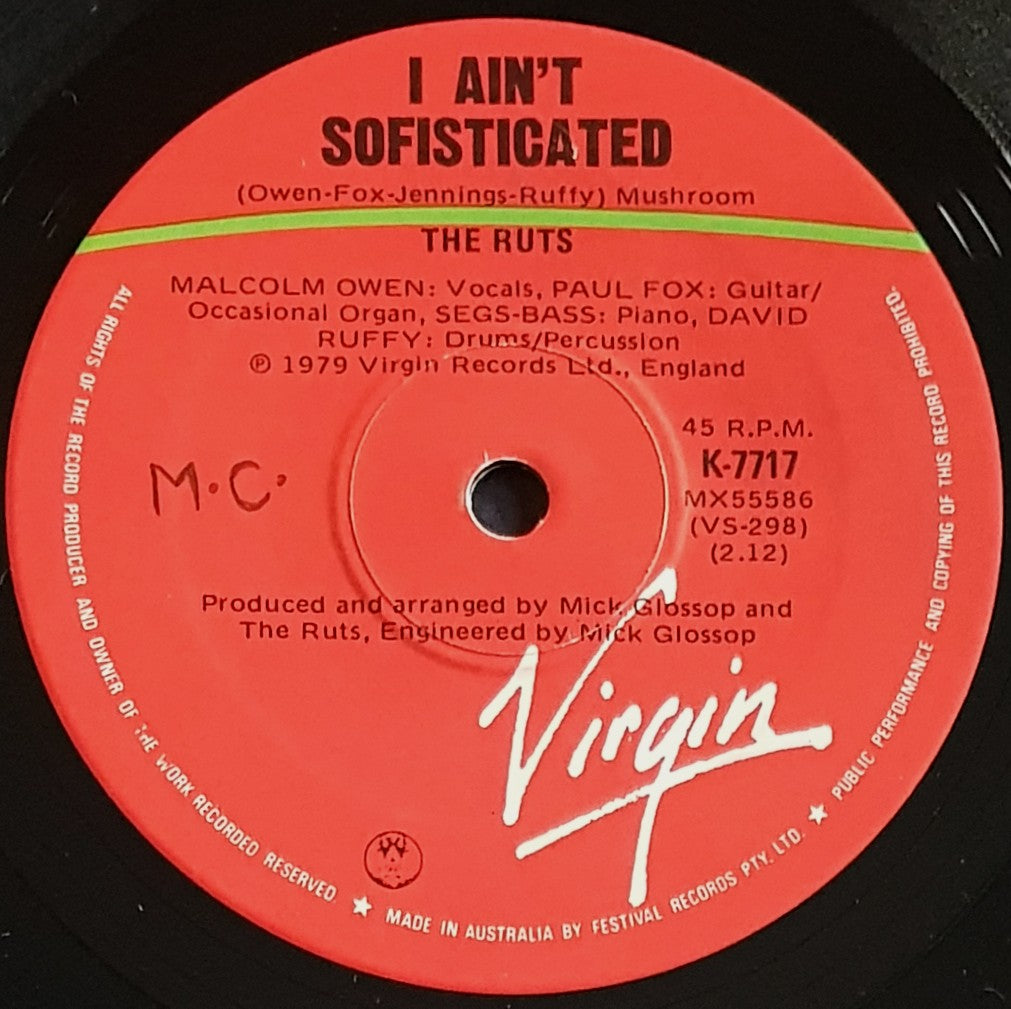 I AIN'T
SOFISTICATED
(Owen-Fox-Jennings-Ruffy) Mushroom
THE RUTS
MALCOLM OWEN: Vocals, PAUL FOX: Guitar/
Occasional Organ, SEGS-BASS: Piano, DAVID
RUFFY: Drums/Percussion
℗ 1979 Virgin Records Ltd., England
45 R.P.M.
K-7717
MX55586
(VS-298)
(2.12)
M.C.
Produced and arranged by Mick Glossop and
The Ruts, Engineered by Mick Glossop
Virgin
ALL RIGHTS OF THE RECORD PRODUCER AND OWNER OF THE WORK RECORDED RESERVED. ★ MADE IN AUSTRALIA BY FESTIVAL RECORDS PTY. LTD. ★ PUBLIC PERFORMANCE AND COPYING OF THIS RECORD PROHIBITED.